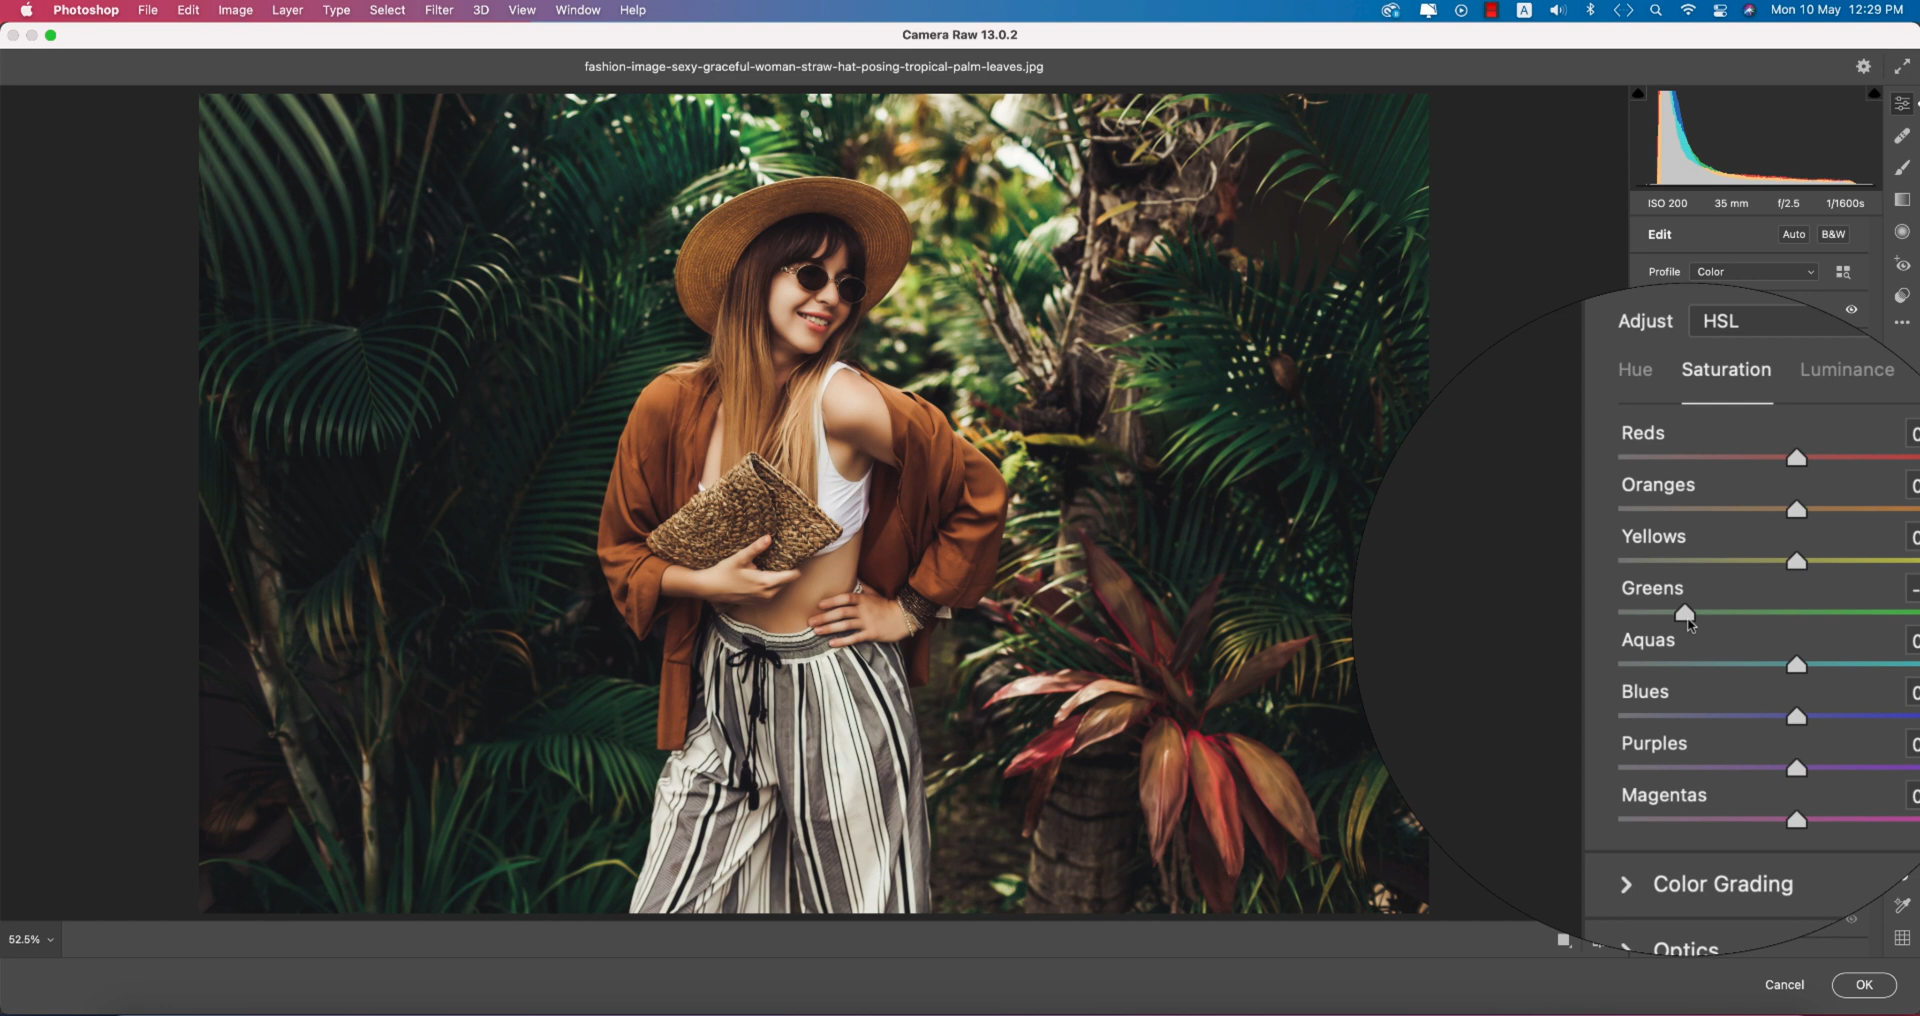 Photoshop File Edit Image Layer Type Select Filter 3D View Window Help A Mon 10 May 12:29 PM
Camera Raw 13.0.2
fashion-image-sexy-graceful-woman-straw-hat-posing-tropical-palm-leaves.jpg
ISO 200 35 mm f/2.5 1/1600s
Edit Auto B&W
Profile Color
Adjust HSL
Hue Saturation Luminance
Reds
Oranges
Yellows
Greens
Aquas
Blues
Purples
Magentas
Color Grading
52.5%
Optics
Cancel OK